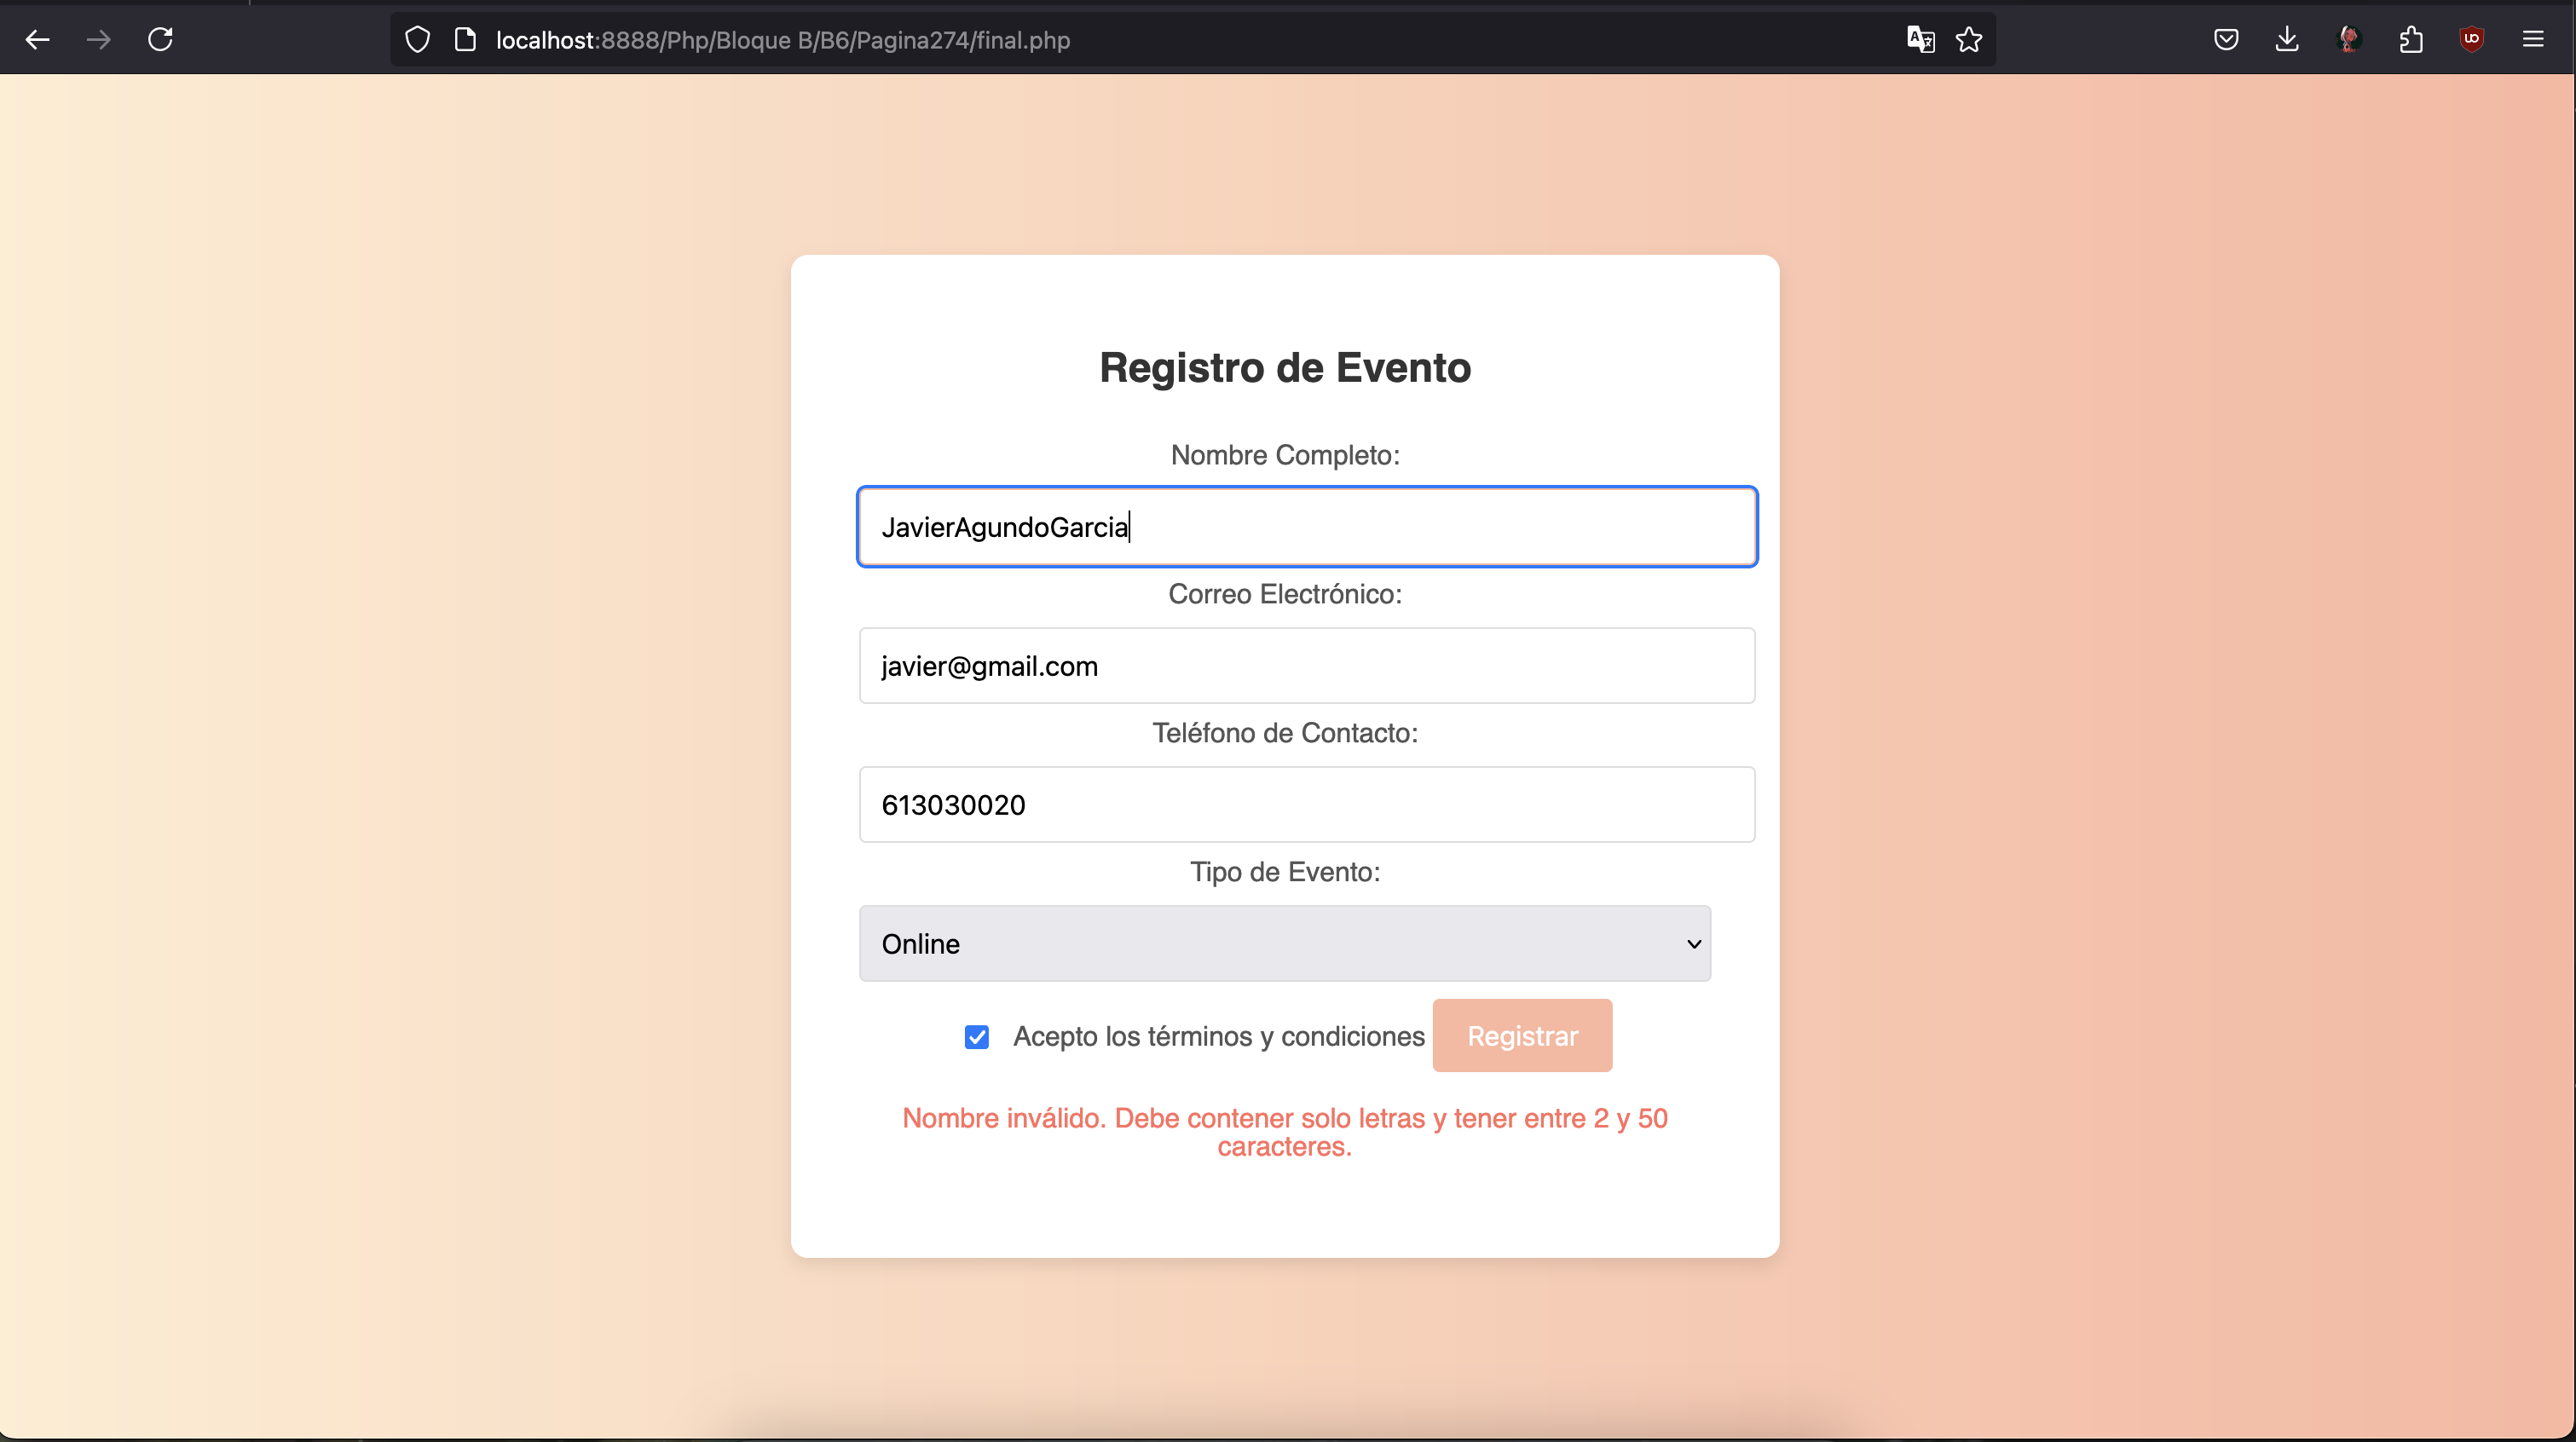 localhost:8888/Php/Bloque B/B6/Pagina274/final.php
Registro de Evento
Nombre Completo:
JavierAgundoGarcia
Correo Electrónico:
javier@gmail.com
Teléfono de Contacto:
613030020
Tipo de Evento:
Online
Acepto los términos y condiciones Registrar
Nombre inválido. Debe contener solo letras y tener entre 2 y 50
caracteres.